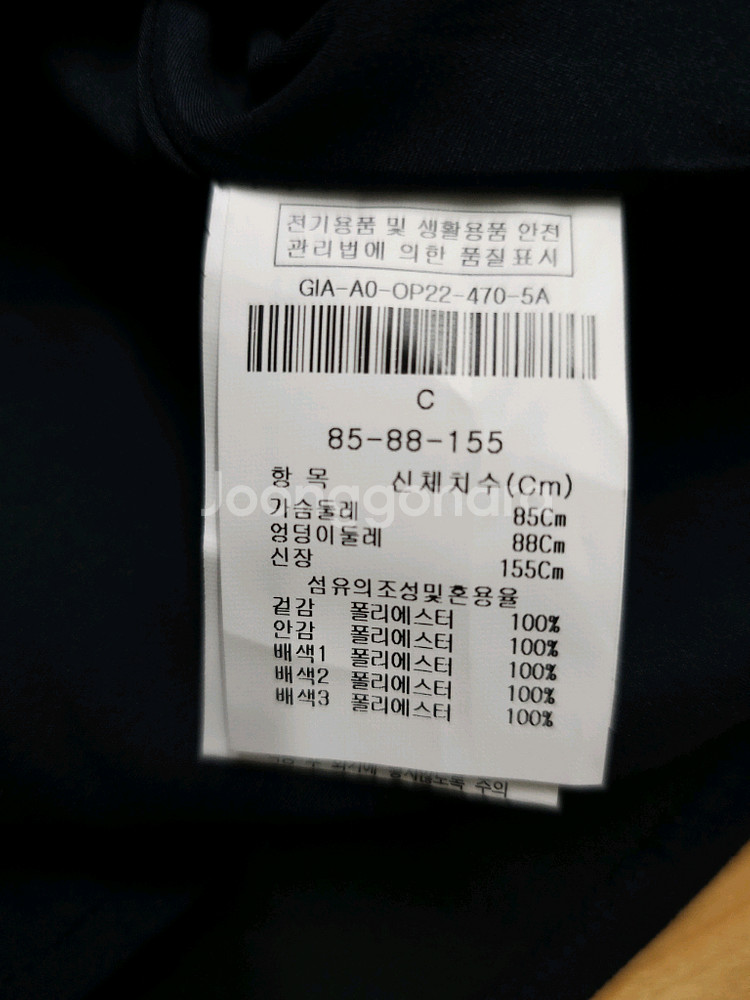 전기용품 및 생활용품 안전
관리법에 의한 품질표시
GIA-A0-OP22-470-5A
C
85-88-155
항 목 신체치수(Cm)
Joonggonara
가슴둘레 85Cm
엉덩이둘레 88Cm
신장 155Cm
섬유의조성및혼용율
겉감 폴리에스터 100%
안감 폴리에스터 100%
배색1 폴리에스터 100%
배색2 폴리에스터 100%
배색3 폴리에스터 100%
주의